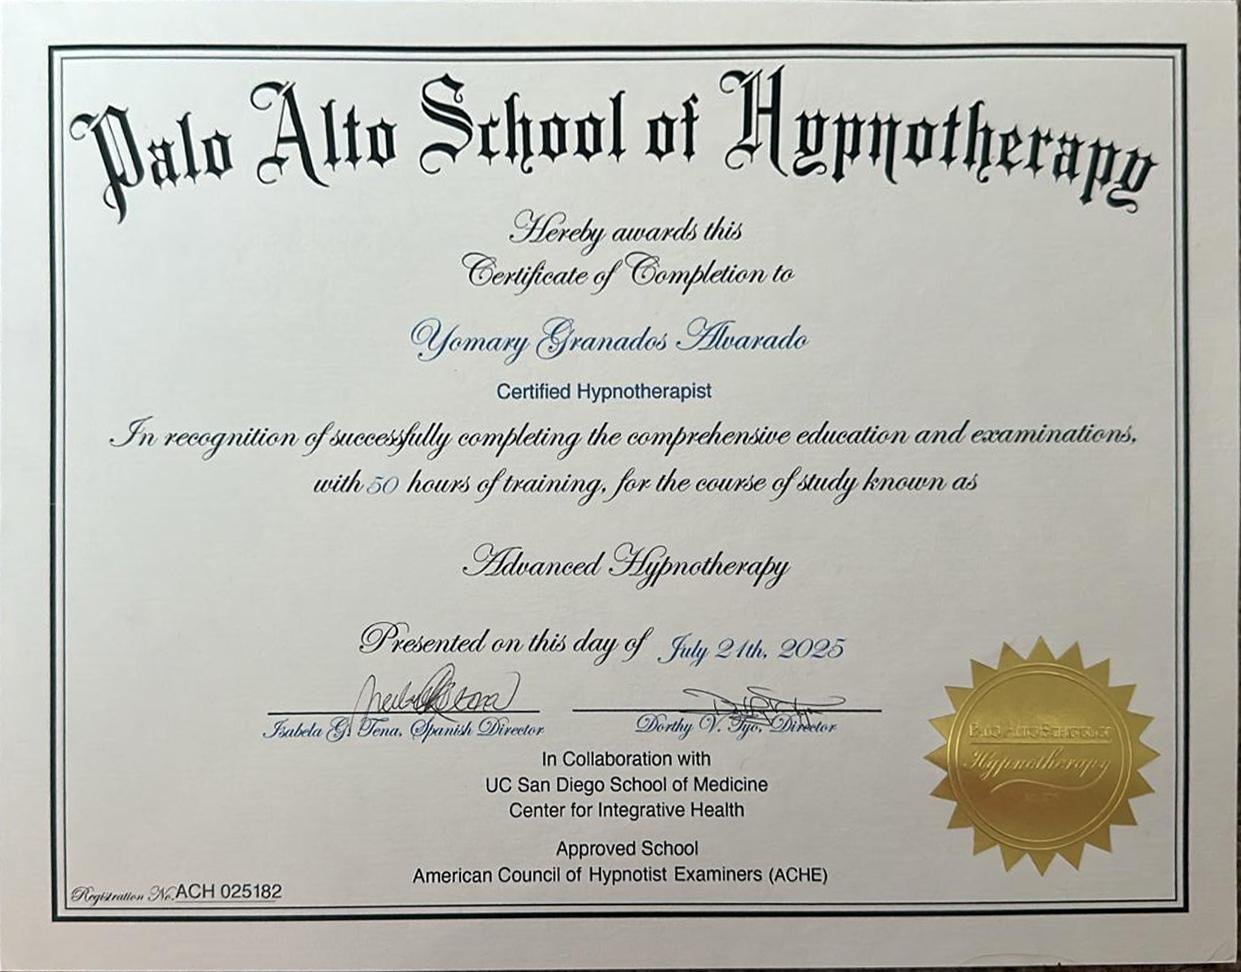 Palo Alto School of Hypnotherapy
Hereby awards this
Certificate of Completion to
Yomary Granados Alvarado
Certified Hypnotherapist
In recognition of successfully completing the comprehensive education and examinations,
with 50 hours of training, for the course of study known as
Advanced Hypnotherapy
Presented on this day of July 21th, 2025
Isabela G. Tena, Spanish Director
Dorthy V. Tyo, Director
In Collaboration with
UC San Diego School of Medicine
Center for Integrative Health
Approved School
American Council of Hypnotist Examiners (ACHE)
Registration No. ACH 025182
Palo Alto School of
Hypnotherapy